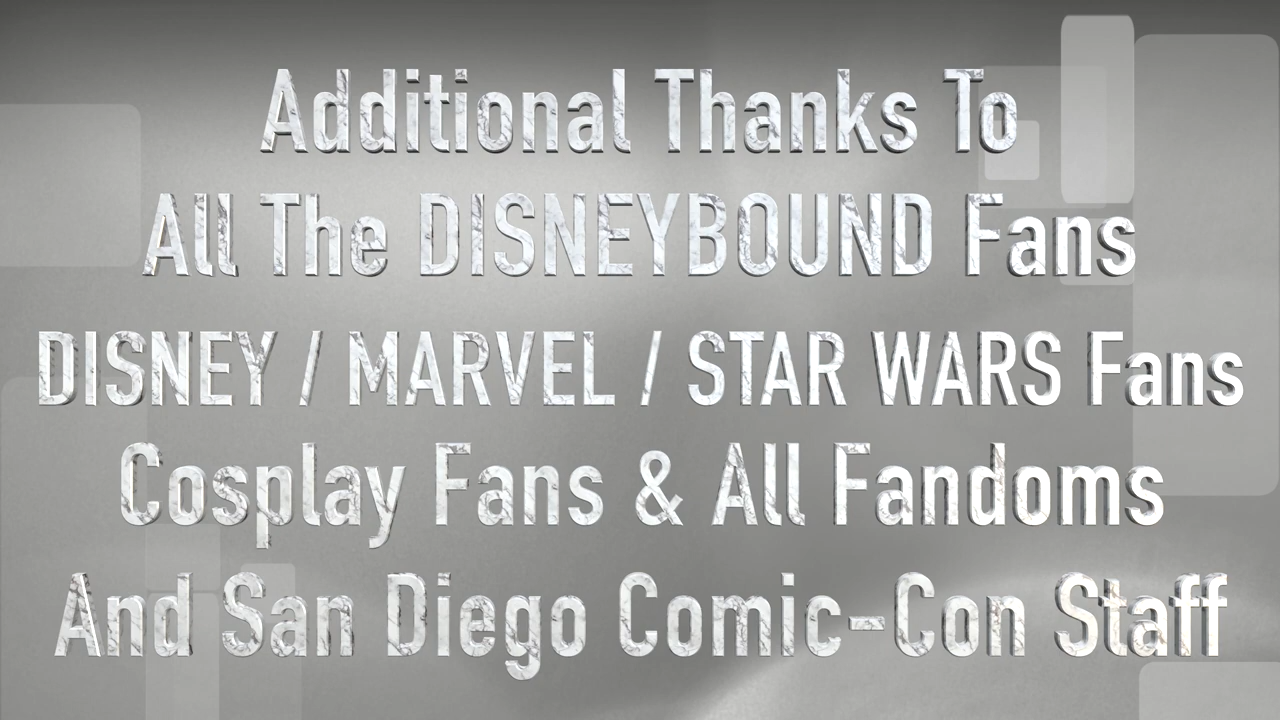 Additional Thanks To
All The DISNEYBOUND Fans
DISNEY / MARVEL / STAR WARS Fans
Cosplay Fans & All Fandoms
And San Diego Comic-Con Staff